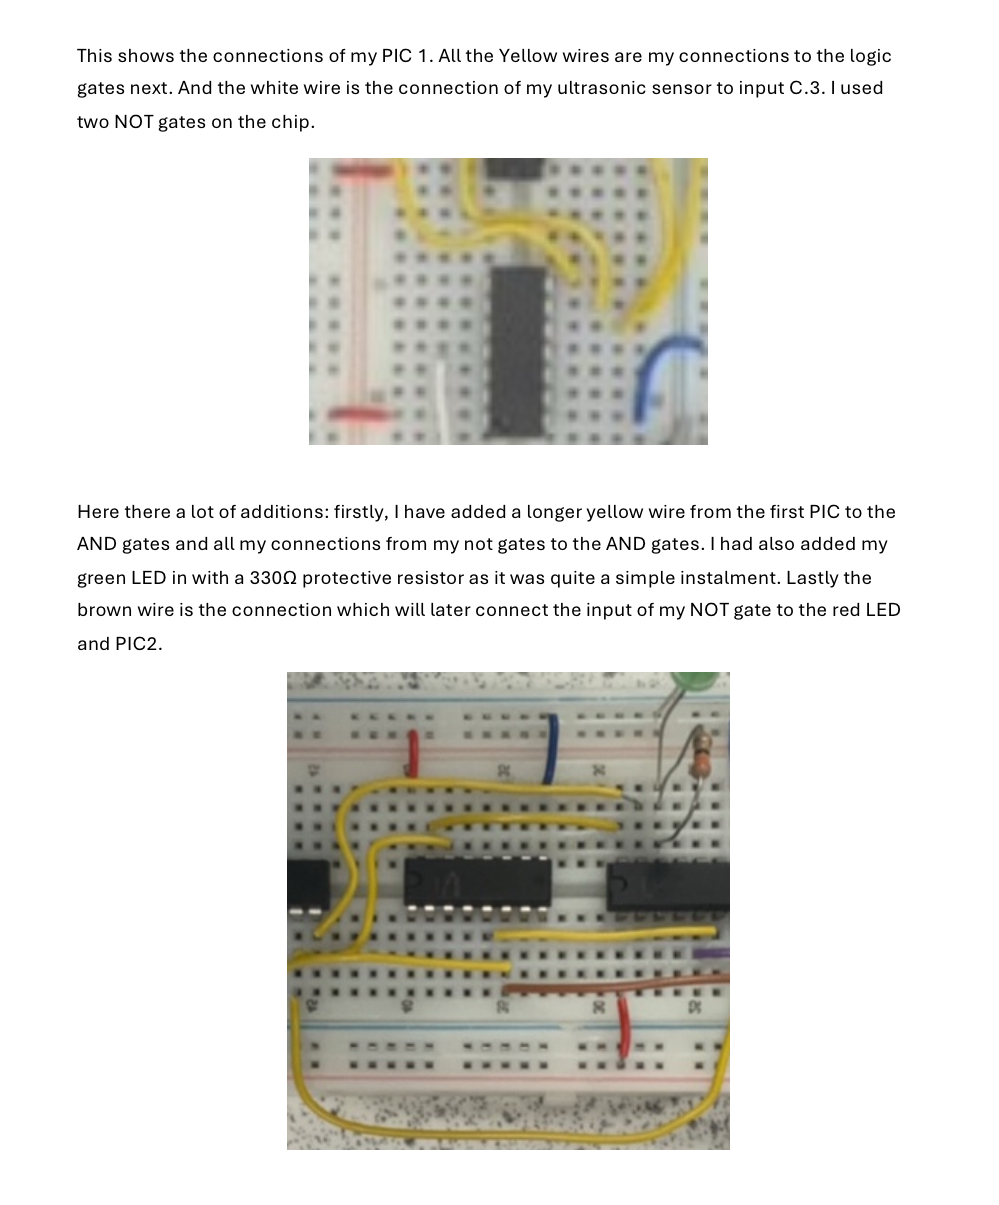 This shows the connections of my PIC 1. All the Yellow wires are my connections to the logic
gates next. And the white wire is the connection of my ultrasonic sensor to input C.3. I used
two NOT gates on the chip.
Here there a lot of additions: firstly, I have added a longer yellow wire from the first PIC to the
AND gates and all my connections from my not gates to the AND gates. I had also added my
green LED in with a 330Ω protective resistor as it was quite a simple instalment. Lastly the
brown wire is the connection which will later connect the input of my NOT gate to the red LED
and PIC2.